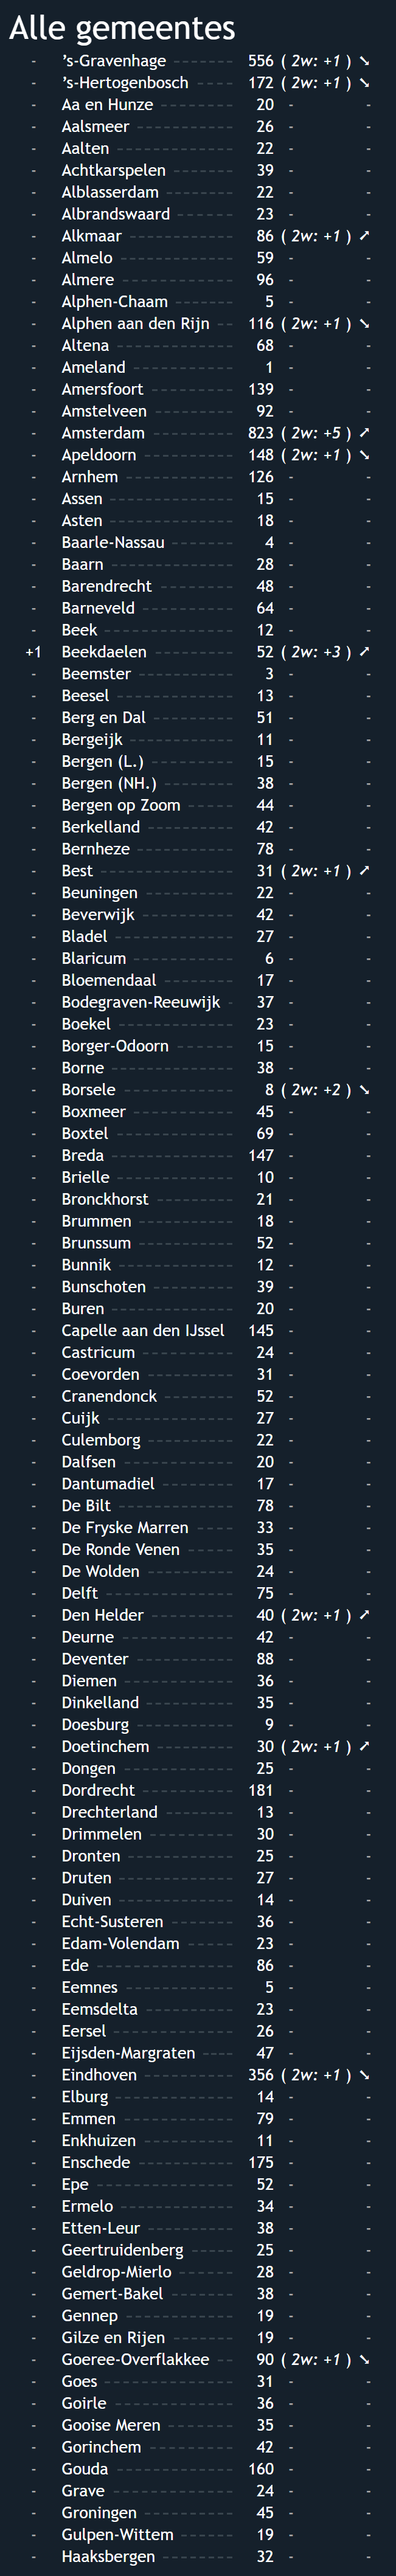 Alle gemeentes
- ’s-Gravenhage 556 ( 2w: +1 ) ➘
- ’s-Hertogenbosch 172 ( 2w: +1 ) ➘
- Aa en Hunze 20 - -
- Aalsmeer 26 - -
- Aalten 22 - -
- Achtkarspelen 39 - -
- Alblasserdam 22 - -
- Albrandswaard 23 - -
- Alkmaar 86 ( 2w: +1 ) ➚
- Almelo 59 - -
- Almere 96 - -
- Alphen-Chaam 5 - -
- Alphen aan den Rijn 116 ( 2w: +1 ) ➘
- Altena 68 - -
- Ameland 1 - -
- Amersfoort 139 - -
- Amstelveen 92 - -
- Amsterdam 823 ( 2w: +5 ) ➚
- Apeldoorn 148 ( 2w: +1 ) ➘
- Arnhem 126 - -
- Assen 15 - -
- Asten 18 - -
- Baarle-Nassau 4 - -
- Baarn 28 - -
- Barendrecht 48 - -
- Barneveld 64 - -
- Beek 12 - -
+1 Beekdaelen 52 ( 2w: +3 ) ➚
- Beemster 3 - -
- Beesel 13 - -
- Berg en Dal 51 - -
- Bergeijk 11 - -
- Bergen (L.) 15 - -
- Bergen (NH.) 38 - -
- Bergen op Zoom 44 - -
- Berkelland 42 - -
- Bernheze 78 - -
- Best 31 ( 2w: +1 ) ➚
- Beuningen 22 - -
- Beverwijk 42 - -
- Bladel 27 - -
- Blaricum 6 - -
- Bloemendaal 17 - -
- Bodegraven-Reeuwijk 37 - -
- Boekel 23 - -
- Borger-Odoorn 15 - -
- Borne 38 - -
- Borsele 8 ( 2w: +2 ) ➘
- Boxmeer 45 - -
- Boxtel 69 - -
- Breda 147 - -
- Brielle 10 - -
- Bronckhorst 21 - -
- Brummen 18 - -
- Brunssum 52 - -
- Bunnik 12 - -
- Bunschoten 39 - -
- Buren 20 - -
- Capelle aan den IJssel 145 - -
- Castricum 24 - -
- Coevorden 31 - -
- Cranendonck 52 - -
- Cuijk 27 - -
- Culemborg 22 - -
- Dalfsen 20 - -
- Dantumadiel 17 - -
- De Bilt 78 - -
- De Fryske Marren 33 - -
- De Ronde Venen 35 - -
- De Wolden 24 - -
- Delft 75 - -
- Den Helder 40 ( 2w: +1 ) ➚
- Deurne 42 - -
- Deventer 88 - -
- Diemen 36 - -
- Dinkelland 35 - -
- Doesburg 9 - -
- Doetinchem 30 ( 2w: +1 ) ➚
- Dongen 25 - -
- Dordrecht 181 - -
- Drechterland 13 - -
- Drimmelen 30 - -
- Dronten 25 - -
- Druten 27 - -
- Duiven 14 - -
- Echt-Susteren 36 - -
- Edam-Volendam 23 - -
- Ede 86 - -
- Eemnes 5 - -
- Eemsdelta 23 - -
- Eersel 26 - -
- Eijsden-Margraten 47 - -
- Eindhoven 356 ( 2w: +1 ) ➘
- Elburg 14 - -
- Emmen 79 - -
- Enkhuizen 11 - -
- Enschede 175 - -
- Epe 52 - -
- Ermelo 34 - -
- Etten-Leur 38 - -
- Geertruidenberg 25 - -
- Geldrop-Mierlo 28 - -
- Gemert-Bakel 38 - -
- Gennep 19 - -
- Gilze en Rijen 19 - -
- Goeree-Overflakkee 90 ( 2w: +1 ) ➘
- Goes 31 - -
- Goirle 36 - -
- Gooise Meren 35 - -
- Gorinchem 42 - -
- Gouda 160 - -
- Grave 24 - -
- Groningen 45 - -
- Gulpen-Wittem 19 - -
- Haaksbergen 32 - -